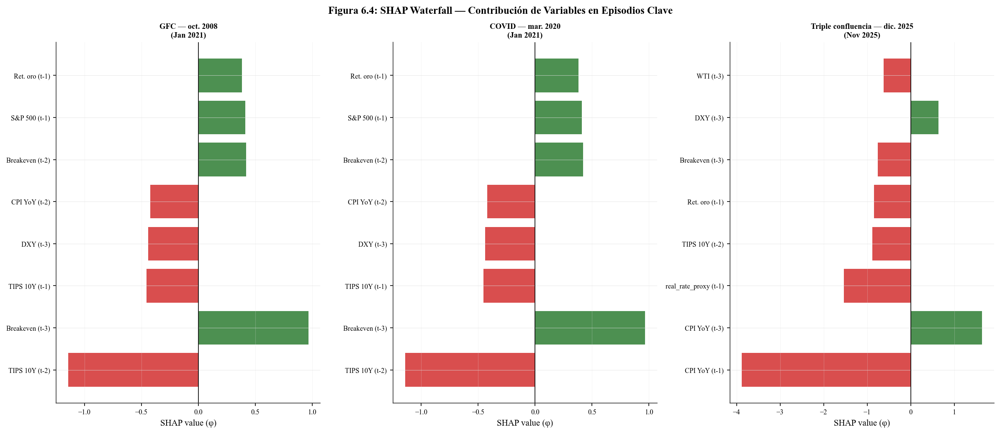 Figura 6.4: SHAP Waterfall — Contribución de Variables en Episodios Clave
GFC — oct. 2008
(Jan 2021)
Ret. oro (t-1)
S&P 500 (t-1)
Breakeven (t-2)
CPI YoY (t-2)
DXY (t-3)
TIPS 10Y (t-1)
Breakeven (t-3)
TIPS 10Y (t-2)
−1.0 −0.5 0.0 0.5 1.0
SHAP value (φ)
COVID — mar. 2020
(Jan 2021)
Ret. oro (t-1)
S&P 500 (t-1)
Breakeven (t-2)
CPI YoY (t-2)
DXY (t-3)
TIPS 10Y (t-1)
Breakeven (t-3)
TIPS 10Y (t-2)
−1.0 −0.5 0.0 0.5 1.0
SHAP value (φ)
Triple confluencia — dic. 2025
(Nov 2025)
WTI (t-3)
DXY (t-3)
Breakeven (t-3)
Ret. oro (t-1)
TIPS 10Y (t-2)
real_rate_proxy (t-1)
CPI YoY (t-3)
CPI YoY (t-1)
−4 −3 −2 −1 0 1
SHAP value (φ)